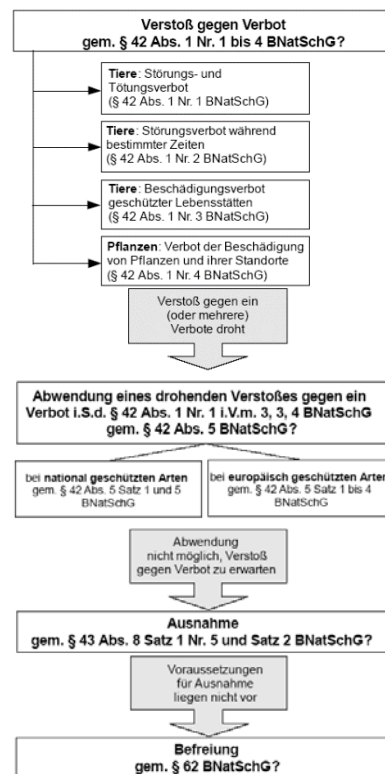 Verstoß gegen Verbot
gem. § 42 Abs. 1 Nr. 1 bis 4 BNatSchG?
Tiere: Störungs- und
Tötungsverbot
(§ 42 Abs. 1 Nr. 1 BNatSchG)
Tiere: Störungsverbot während
bestimmter Zeiten
(§ 42 Abs. 1 Nr. 2 BNatSchG)
Tiere: Beschädigungsverbot
geschützter Lebensstätten
(§ 42 Abs. 1 Nr. 3 BNatSchG)
Pflanzen: Verbot der Beschädigung
von Pflanzen und ihrer Standorte
(§ 42 Abs. 1 Nr. 4 BNatSchG)
Verstoß gegen ein
(oder mehrere)
Verbote droht
Abwendung eines drohenden Verstoßes gegen ein
Verbot i.S.d. § 42 Abs. 1 Nr. 1 i.V.m. 3, 3, 4 BNatSchG
gem. § 42 Abs. 5 BNatSchG?
bei national geschützten Arten
gem. § 42 Abs. 5 Satz 1 und 5
BNatSchG
bei europäisch geschützten Arten
gem. § 42 Abs. 5 Satz 1 bis 4
BNatSchG
Abwendung
nicht möglich, Verstoß
gegen Verbot zu erwarten
Ausnahme
gem. § 43 Abs. 8 Satz 1 Nr. 5 und Satz 2 BNatSchG?
Voraussetzungen
für Ausnahme
liegen nicht vor
Befreiung
gem. § 62 BNatSchG?